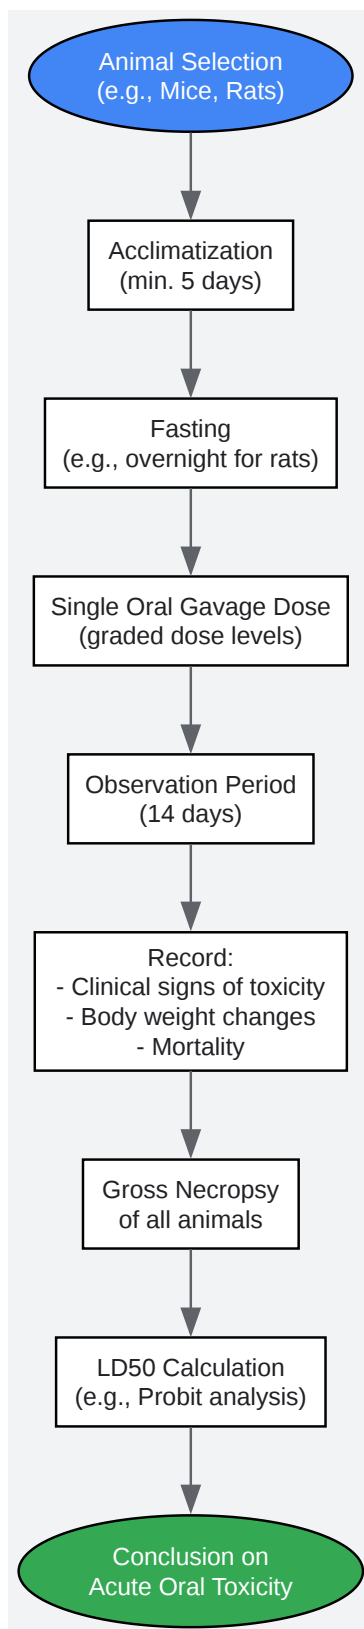 Animal Selection
(e.g., Mice, Rats)
Acclimatization
(min. 5 days)
Fasting
(e.g., overnight for rats)
Single Oral Gavage Dose
(graded dose levels)
Observation Period
(14 days)
Record:
- Clinical signs of toxicity
- Body weight changes
- Mortality
Gross Necropsy
of all animals
LD50 Calculation
(e.g., Probit analysis)
Conclusion on
Acute Oral Toxicity